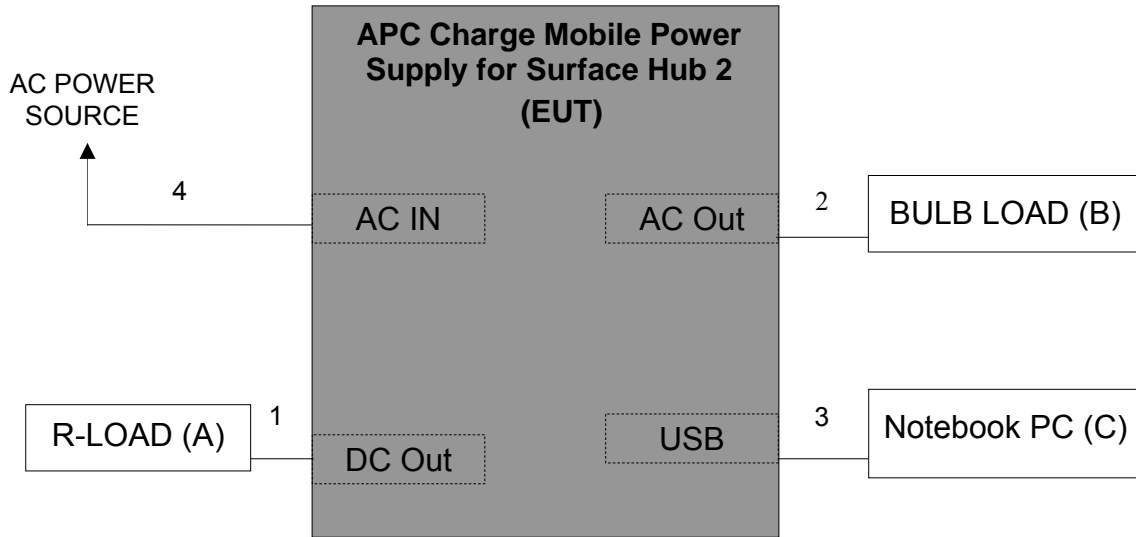 APC Charge Mobile Power
Supply for Surface Hub 2
(EUT)
AC POWER
SOURCE
4
AC IN
AC Out
2
BULB LOAD (B)
R-LOAD (A)
1
DC Out
USB
3
Notebook PC (C)